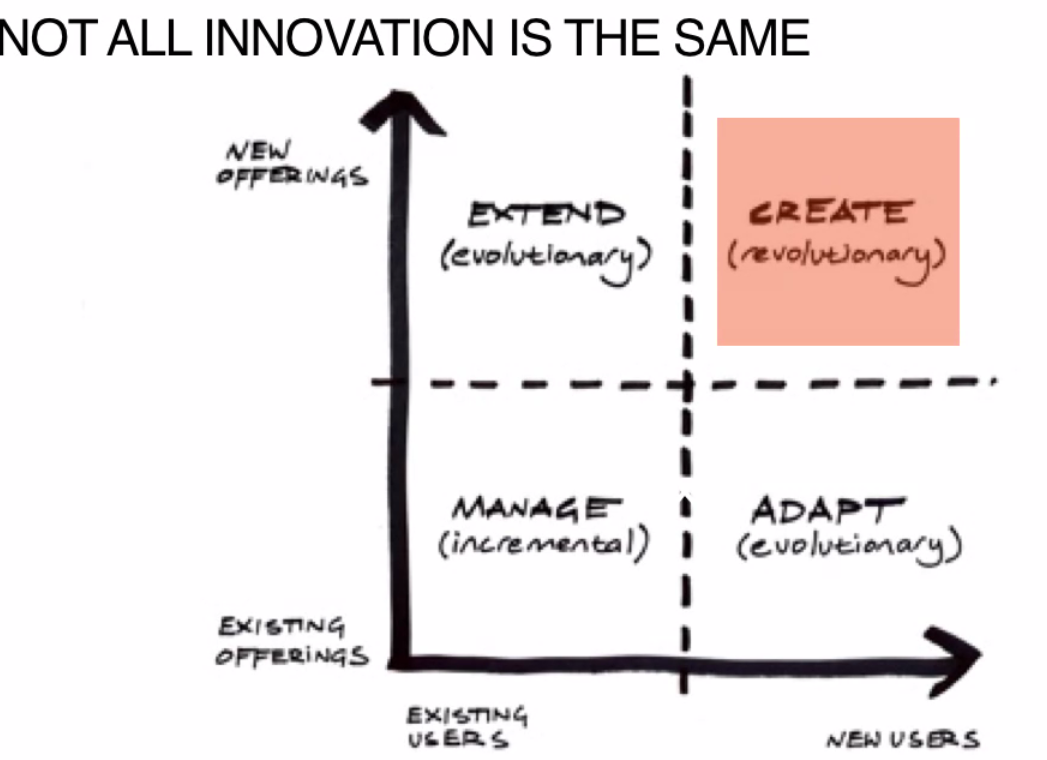 NOT ALL INNOVATION IS THE SAME
NEW
OFFERINGS
EXTEND
(evolutionary)
CREATE
(revolutionary)
MANAGE
(incremental)
ADAPT
(evolutionary)
EXISTING
OFFERINGS
EXISTING
USERS
NEW USERS